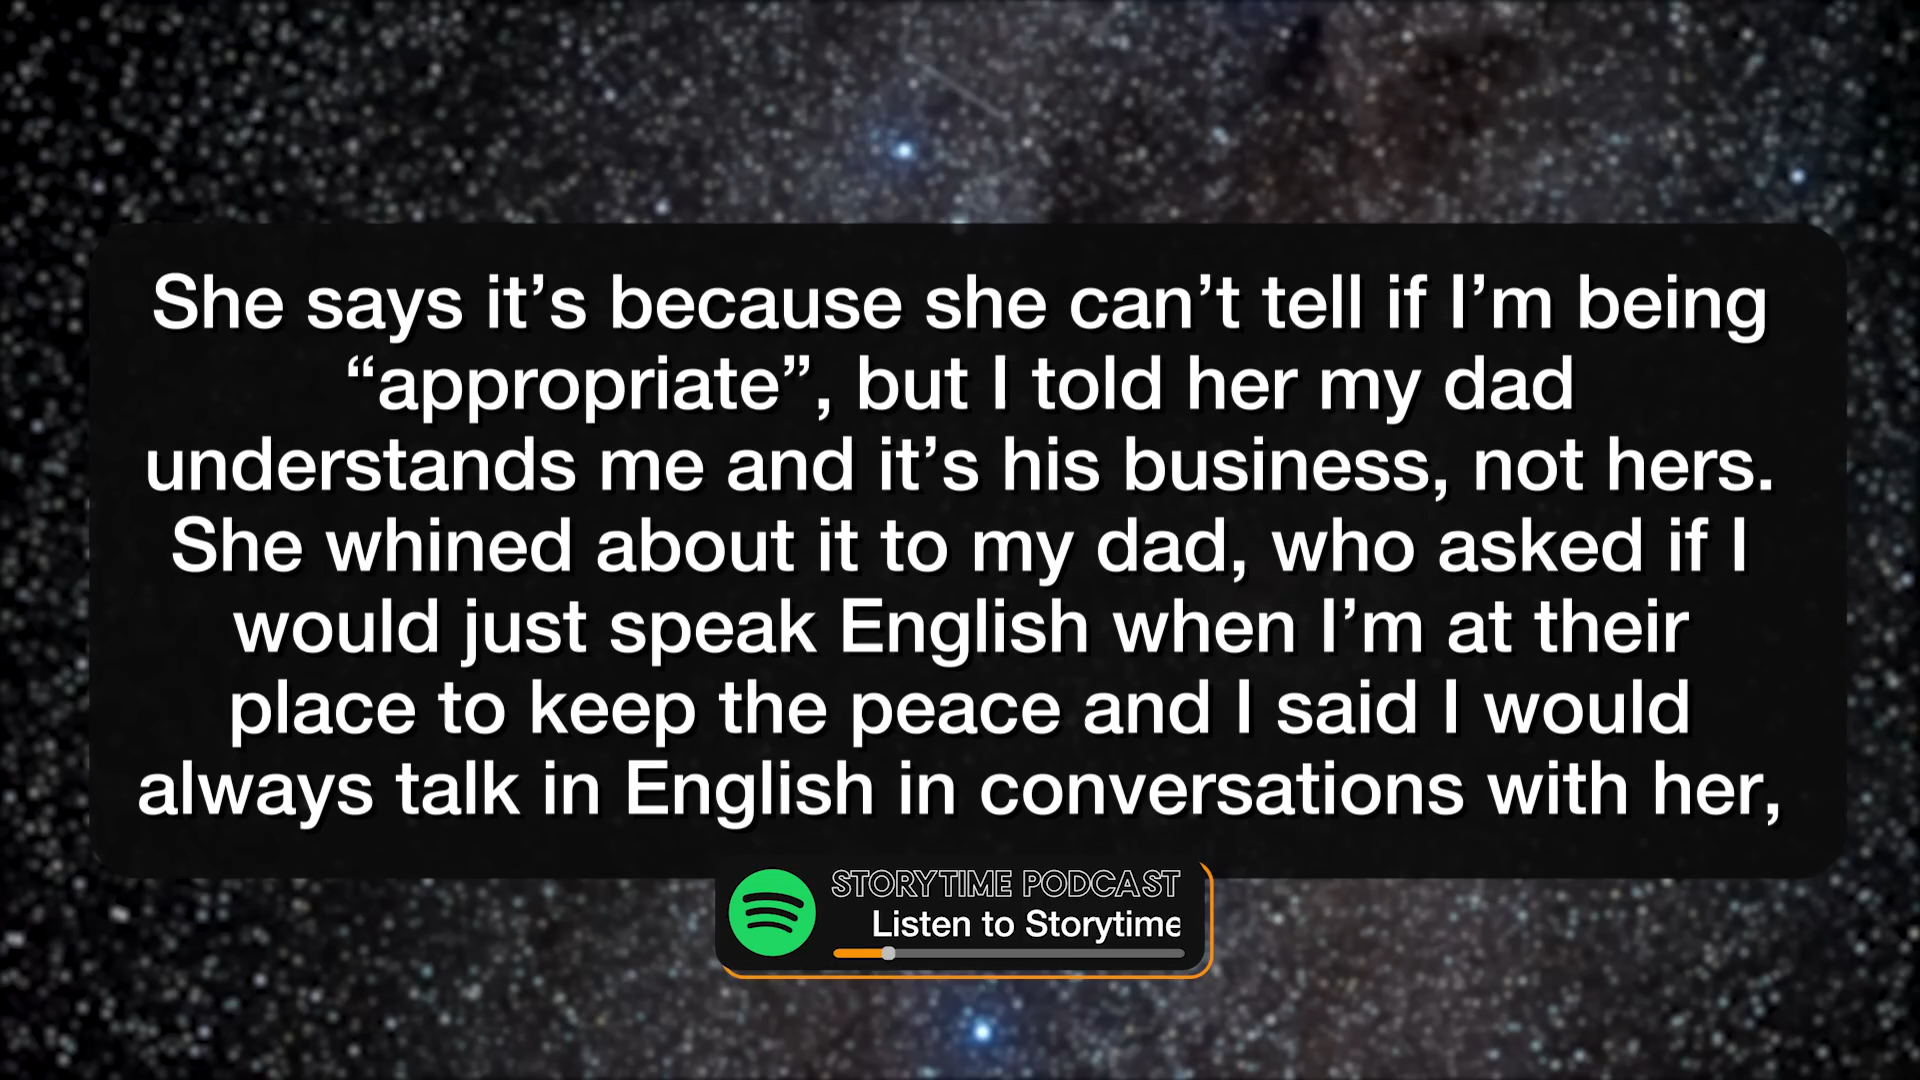 She says it’s because she can’t tell if I’m being
“appropriate”, but I told her my dad
understands me and it’s his business, not hers.
She whined about it to my dad, who asked if I
would just speak English when I’m at their
place to keep the peace and I said I would
always talk in English in conversations with her,
STORYTIME PODCAST
Listen to Storytime